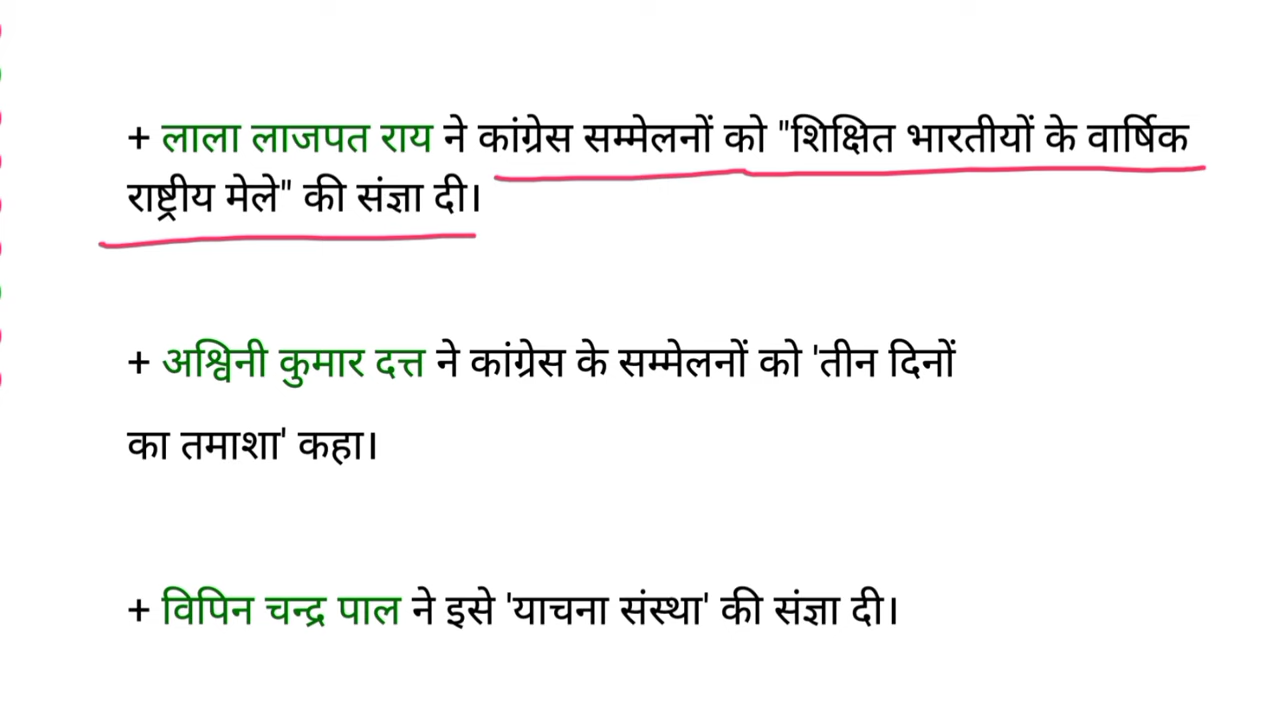 + लाला लाजपत राय ने कांग्रेस सम्मेलनों को "शिक्षित भारतीयों के वार्षिक
राष्ट्रीय मेले" की संज्ञा दी।
+ अश्विनी कुमार दत्त ने कांग्रेस के सम्मेलनों को 'तीन दिनों
का तमाशा' कहा।
+ विपिन चन्द्र पाल ने इसे 'याचना संस्था' की संज्ञा दी।